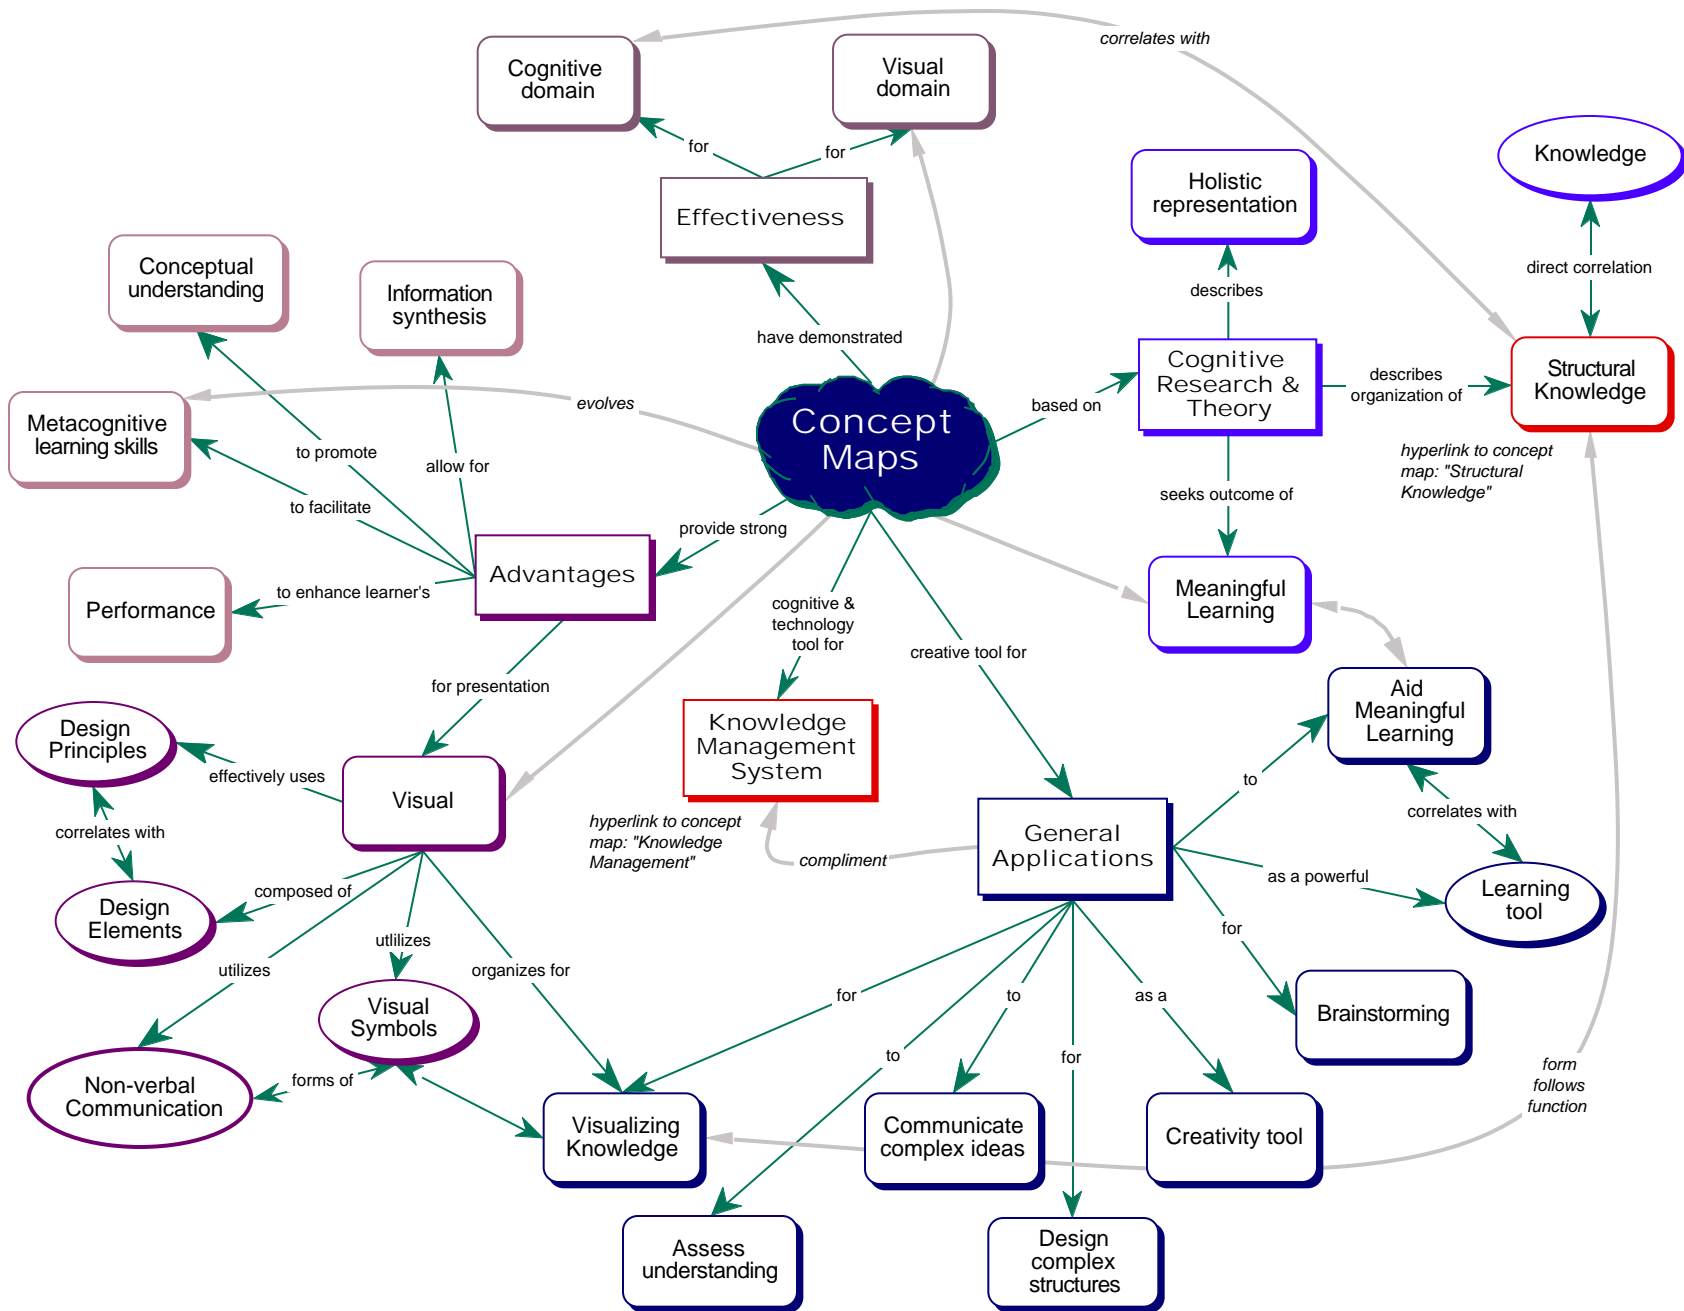 correlates with
Cognitive
domain
Visual
domain
for
for
Knowledge
Holistic
representation
Effectiveness
Conceptual
understanding
Information
synthesis
describes
direct correlation
have demonstrated
Cognitive
Research &
Theory
describes
organization of
Structural
Knowledge
based on
evolves
Metacognitive
learning skills
Concept
Maps
to promote
allow for
hyperlink to concept
map: "Structural
Knowledge"
seeks outcome of
to facilitate
provide strong
Advantages
to enhance learner's
Performance
cognitive &
technology
tool for
creative tool for
Meaningful
Learning
for presentation
Aid
Meaningful
Learning
Design
Principles
Knowledge
Management
System
effectively uses
Visual
to
correlates with
hyperlink to concept
map: "Knowledge
Management"
compliment
General
Applications
correlates with
composed of
as a powerful
Learning
tool
Design
Elements
for
utlilizes
utilizes
organizes for
Visual
Symbols
for
to
as a
Brainstorming
to
for
form
follows
function
forms of
Non-verbal
Communication
Visualizing
Knowledge
Communicate
complex ideas
Creativity tool
Assess
understanding
Design
complex
structures